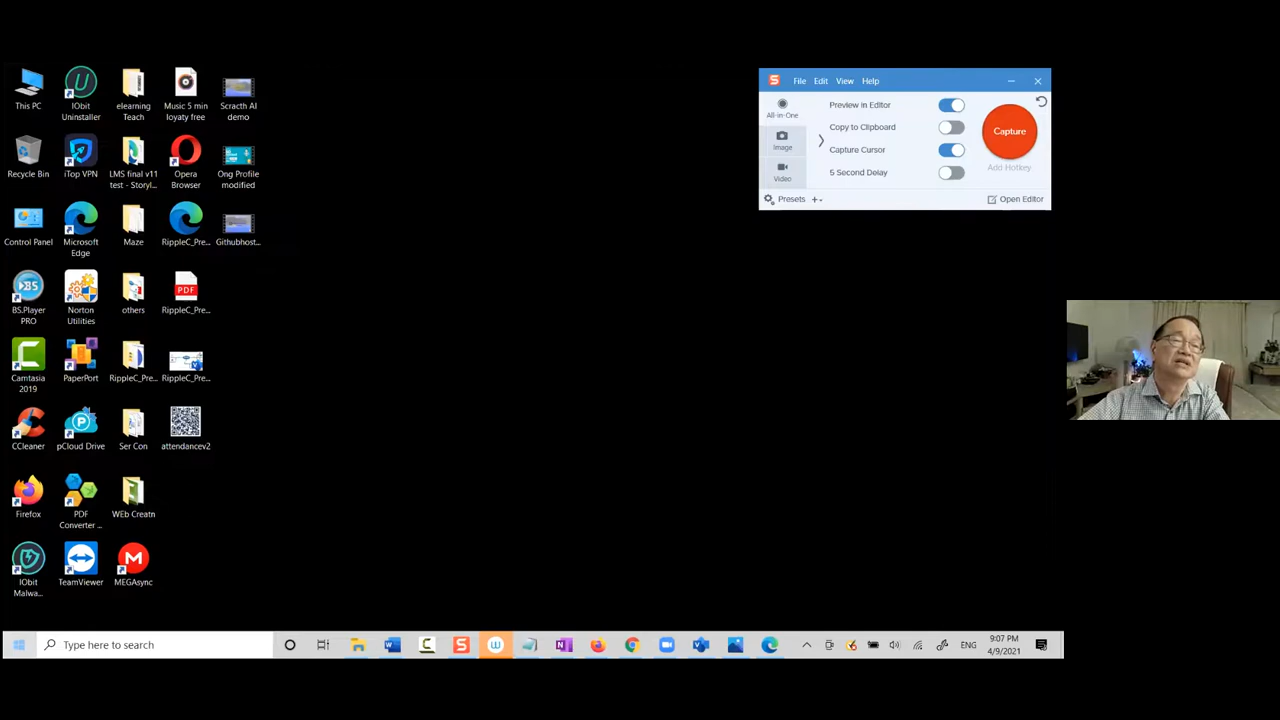 This PC
IObit
Uninstaller
elearning
Teach
Music 5 min
loyaty free
Scracth AI
demo
Recycle Bin
iTop VPN
LMS final v11
test - Storyl...
Opera
Browser
Ong Profile
modified
Control Panel
Microsoft
Edge
Maze
RippleC_Pre...
Githubhost...
BS.Player
PRO
Norton
Utilities
others
PDF
RippleC_Pre...
Camtasia
2019
PaperPort
RippleC_Pre...
RippleC_Pre...
CCleaner
pCloud Drive
Ser Con
attendancev2
Firefox
PDF
Converter ...
WEb Creatn
IObit
Malwa...
TeamViewer
MEGAsync
File Edit View Help
All-in-One
Image
Video
Preview in Editor
Copy to Clipboard
Capture Cursor
5 Second Delay
Capture
Add Hotkey
Presets
Open Editor
Type here to search
ENG
9:07 PM
4/9/2021